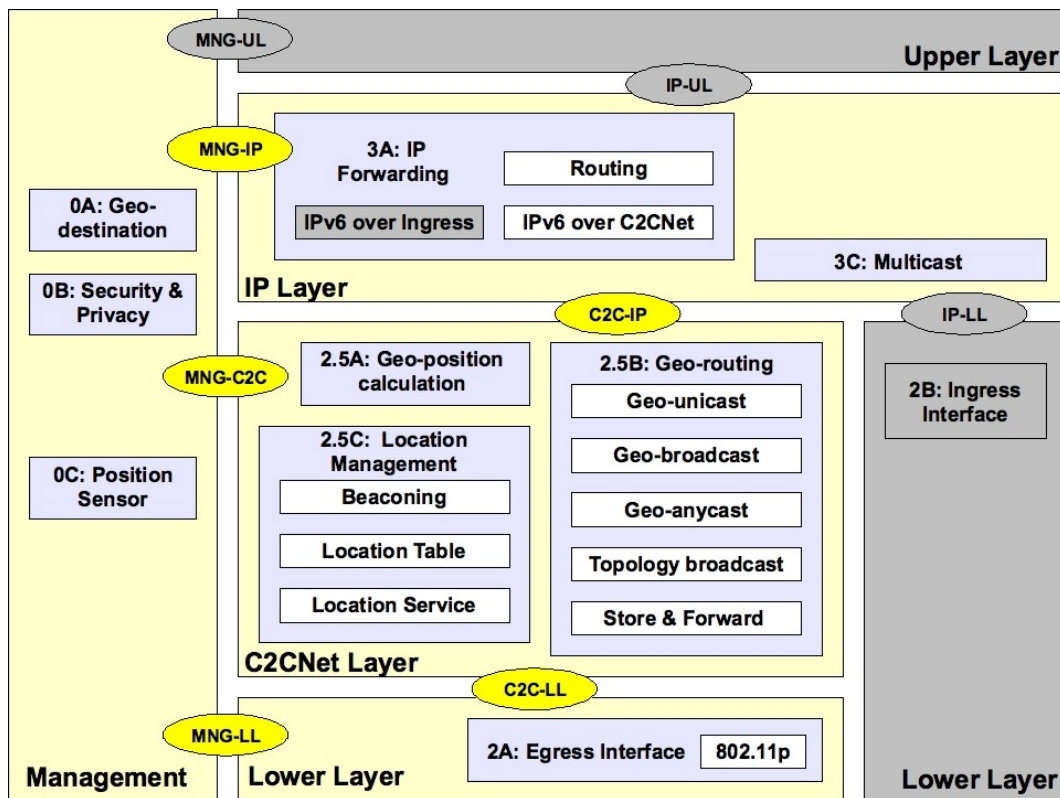 MNG-UL
Upper Layer
IP-UL
MNG-IP
3A: IP
Forwarding
Routing
IPv6 over Ingress
IPv6 over C2CNet
0A: Geo-
destination
3C: Multicast
IP Layer
0B: Security &
Privacy
C2C-IP
IP-LL
MNG-C2C
2.5A: Geo-position
calculation
2.5B: Geo-routing
Geo-unicast
2B: Ingress
Interface
2.5C:  Location
Management
Geo-broadcast
0C: Position
Sensor
Beaconing
Geo-anycast
Location Table
Topology broadcast
Location Service
Store & Forward
C2CNet Layer
C2C-LL
MNG-LL
2A: Egress Interface
802.11p
Management
Lower Layer
Lower Layer